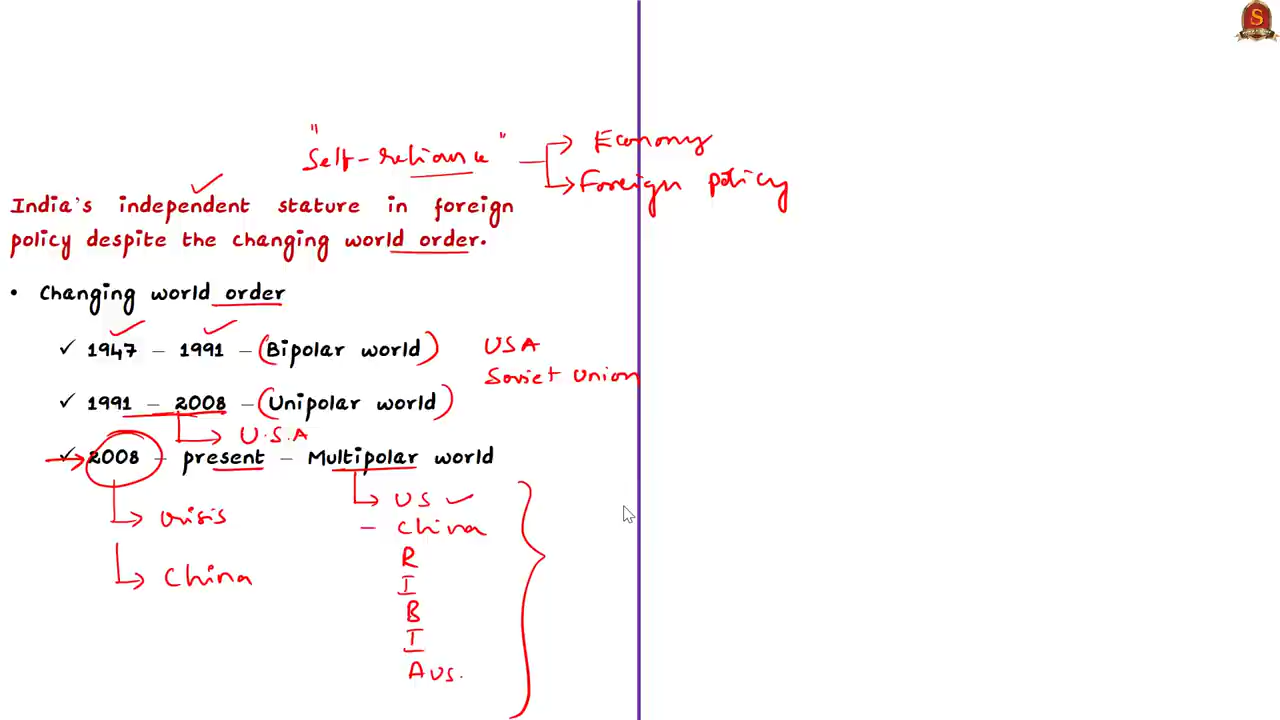 "Self-reliance" Economy
Foreign policy
India's independent stature in foreign
policy despite the changing world order.
• Changing world order
✓ 1947 – 1991 – (Bipolar world) USA
Soviet Union
✓ 1991 – 2008 – (Unipolar world)
U.S.A
✓ 2008 – present – Multipolar world
US ✓
Crisis – China
R
China I
B
I
Aus.
S